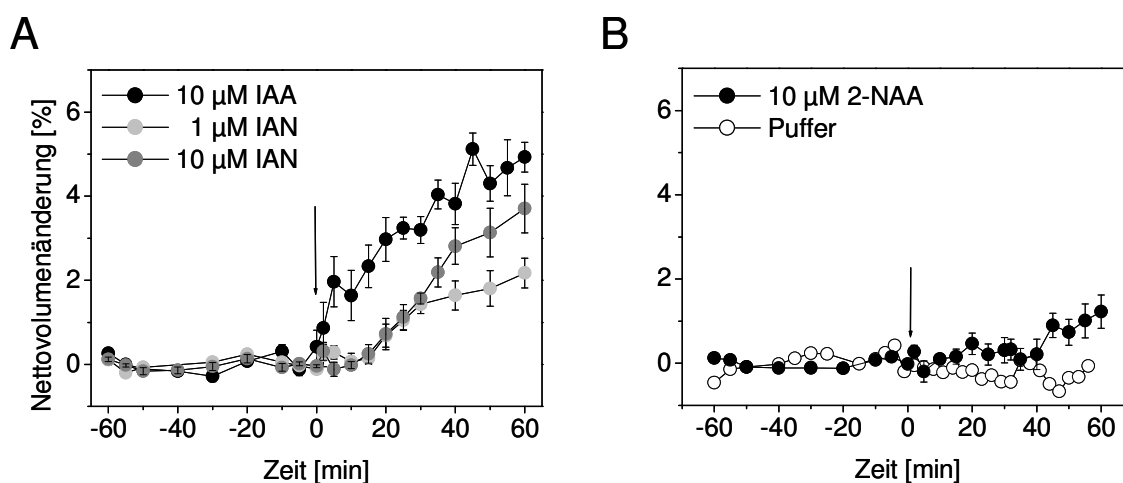 A
Nettovolumenänderung [%]
10 µM IAA
1 µM IAN
10 µM IAN
6
4
2
0
-60 -40 -20 0 20 40 60
Zeit [min]
B
10 µM 2-NAA
Puffer
6
4
2
0
-60 -40 -20 0 20 40 60
Zeit [min]